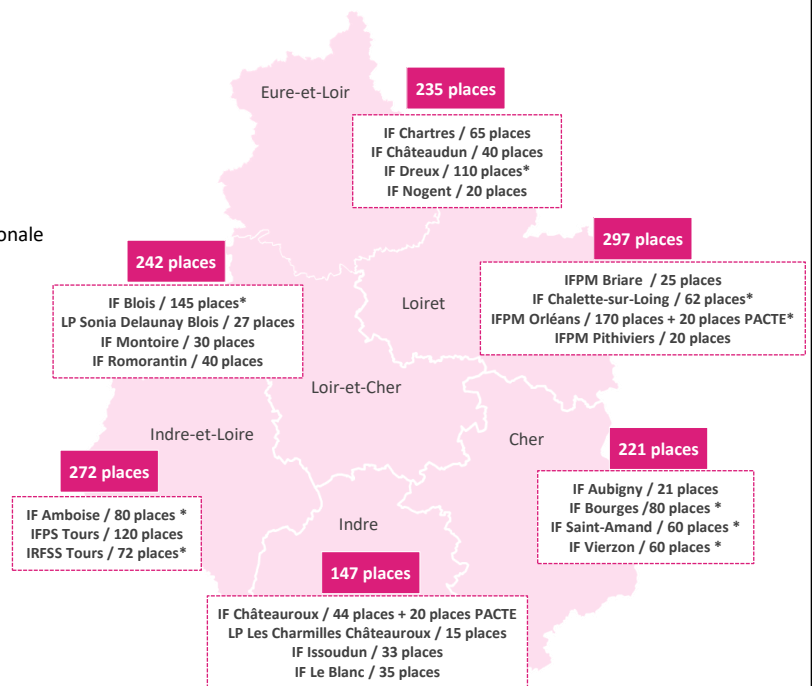 Eure-et-Loir
235 places
IF Chartres / 65 places
IF Châteaudun / 40 places
IF Dreux / 110 places*
IF Nogent / 20 places
onale
242 places
IF Blois / 145 places*
LP Sonia Delaunay Blois / 27 places
IF Montoire / 30 places
IF Romorantin / 40 places
Loiret
297 places
IFPM Briare / 25 places
IF Chalette-sur-Loing / 62 places*
IFPM Orléans / 170 places + 20 places PACTE*
IFPM Pithiviers / 20 places
Loir-et-Cher
Indre-et-Loire
272 places
IF Amboise / 80 places *
IFPS Tours / 120 places
IRFSS Tours / 72 places*
Cher
221 places
IF Aubigny / 21 places
IF Bourges /80 places *
IF Saint-Amand / 60 places *
IF Vierzon / 60 places *
Indre
147 places
IF Châteauroux / 44 places + 20 places PACTE
LP Les Charmilles Châteauroux / 15 places
IF Issoudun / 33 places
IF Le Blanc / 35 places